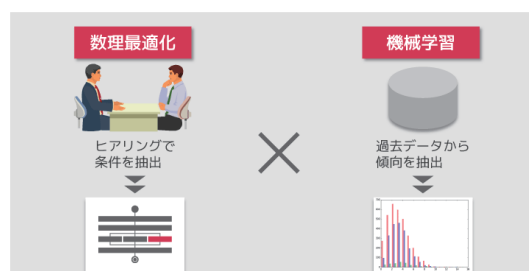 数理最適化
機械学習
ヒアリングで
条件を抽出
過去データから
傾向を抽出